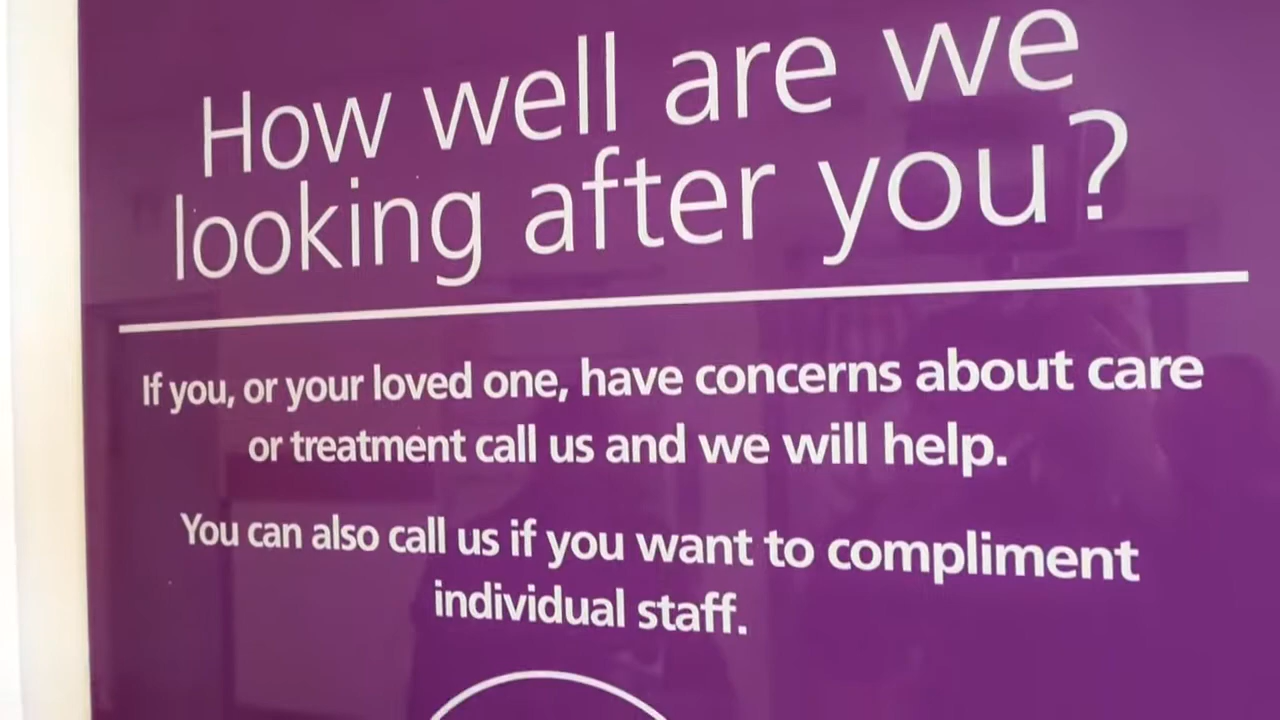 How well are we
looking after you?
If you, or your loved one, have concerns about care
or treatment call us and we will help.
You can also call us if you want to compliment
individual staff.